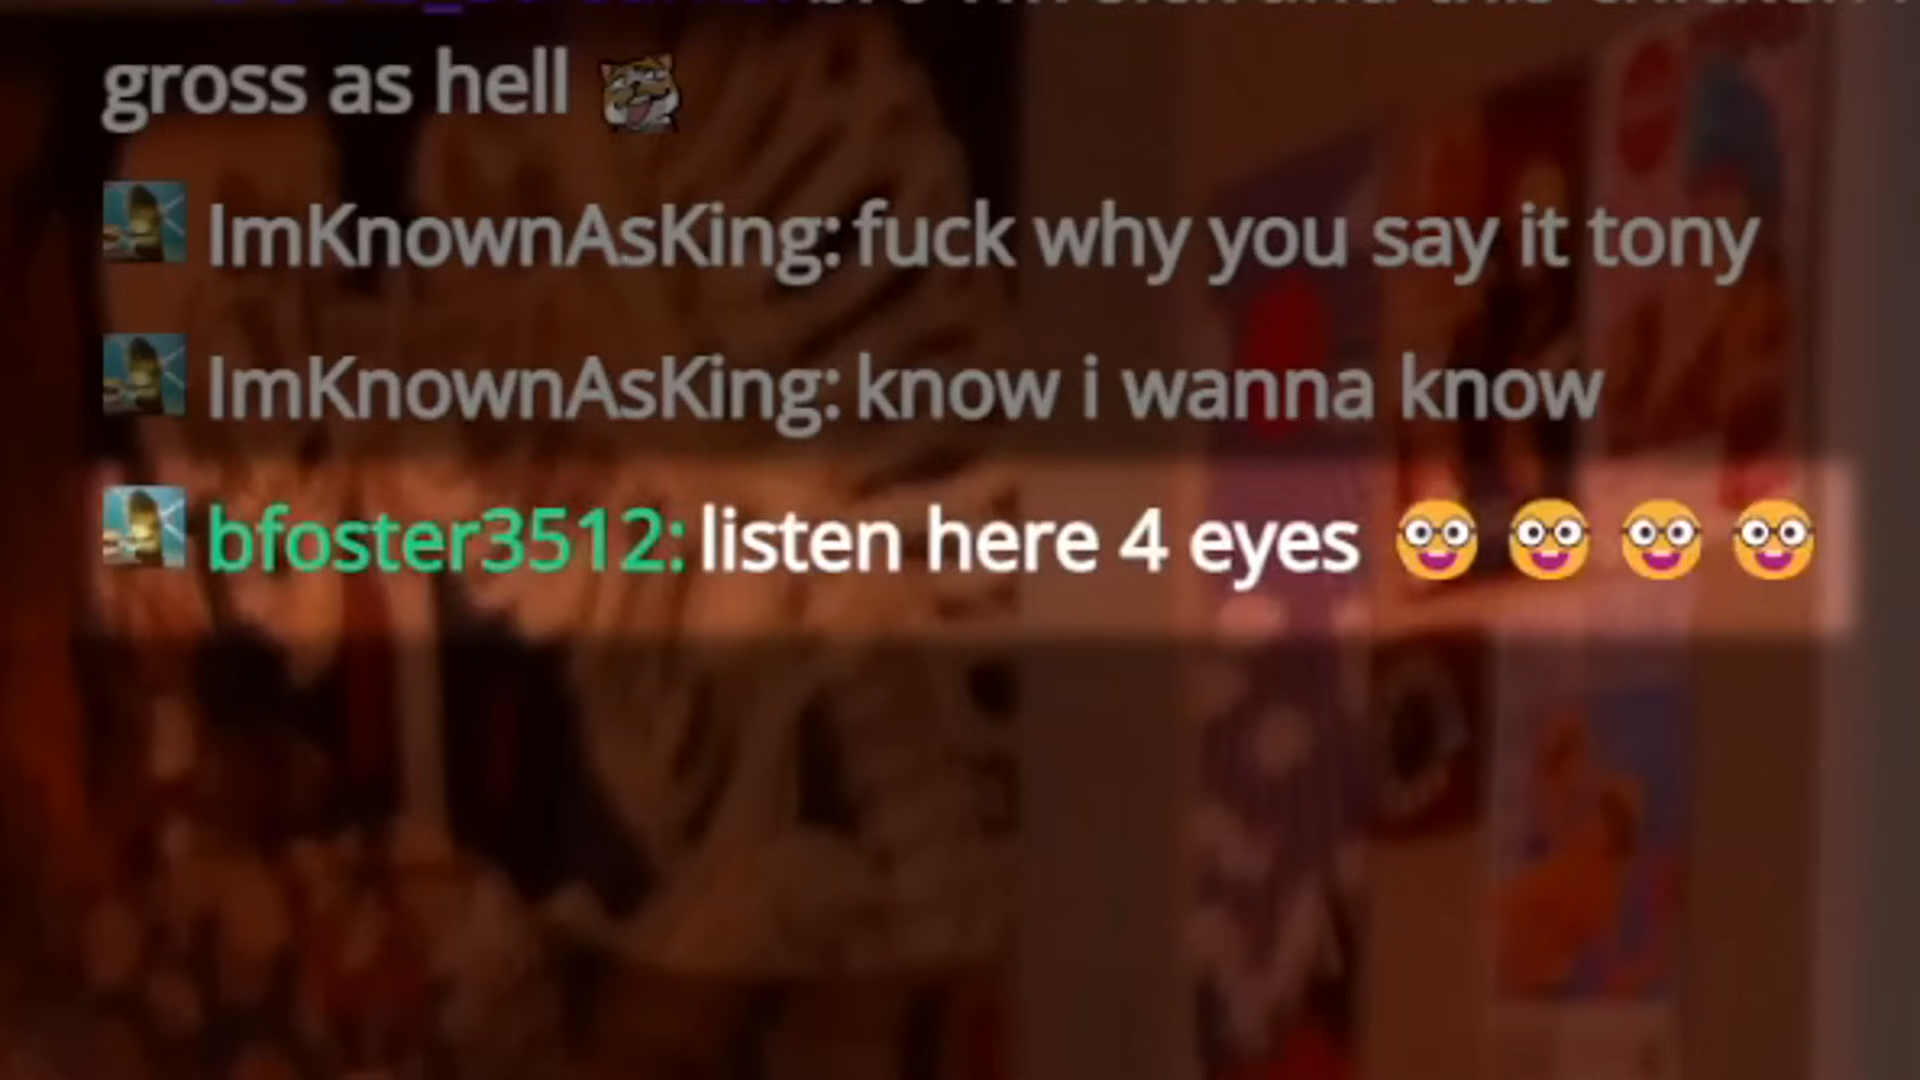 gross as hell
ImKnownAsKing: fuck why you say it tony
ImKnownAsKing: know i wanna know
bfoster3512: listen here 4 eyes 🤓 🤓 🤓 🤓